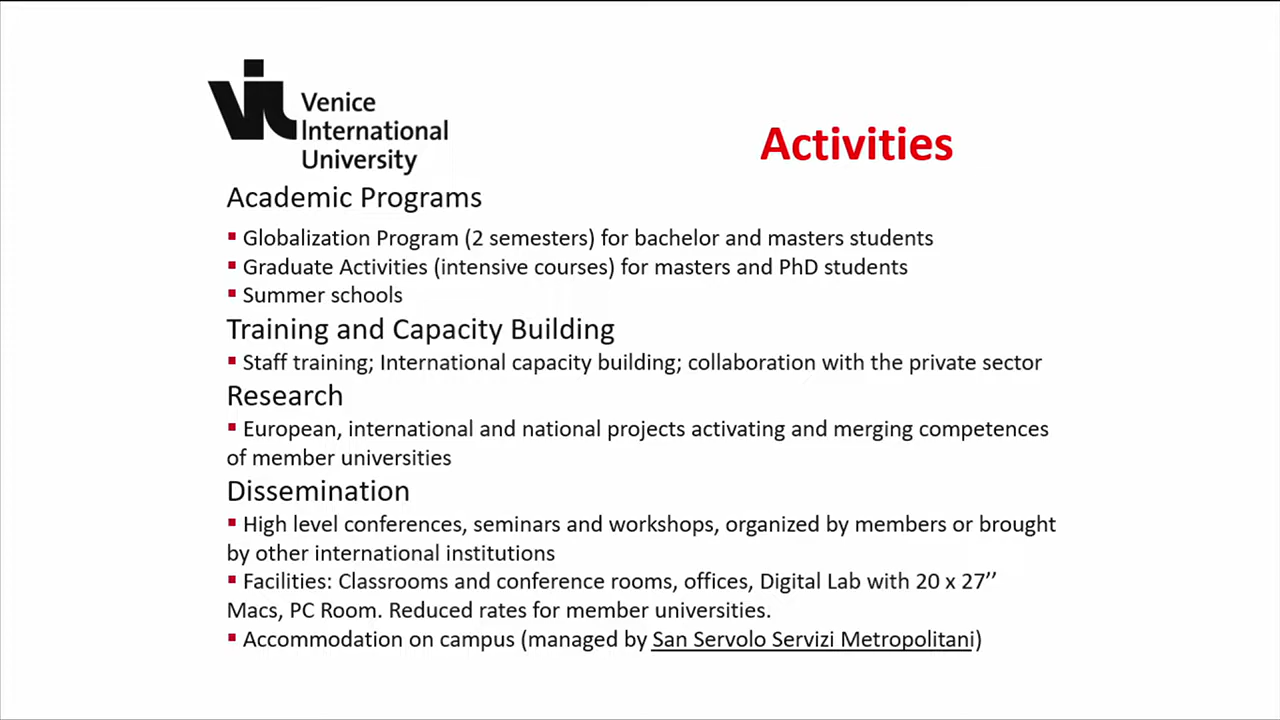 VIU
Venice
International
University
Activities
Academic Programs
▪ Globalization Program (2 semesters) for bachelor and masters students
▪ Graduate Activities (intensive courses) for masters and PhD students
▪ Summer schools
Training and Capacity Building
▪ Staff training; International capacity building; collaboration with the private sector
Research
▪ European, international and national projects activating and merging competences
of member universities
Dissemination
▪ High level conferences, seminars and workshops, organized by members or brought
by other international institutions
▪ Facilities: Classrooms and conference rooms, offices, Digital Lab with 20 x 27’’
Macs, PC Room. Reduced rates for member universities.
▪ Accommodation on campus (managed by San Servolo Servizi Metropolitani)